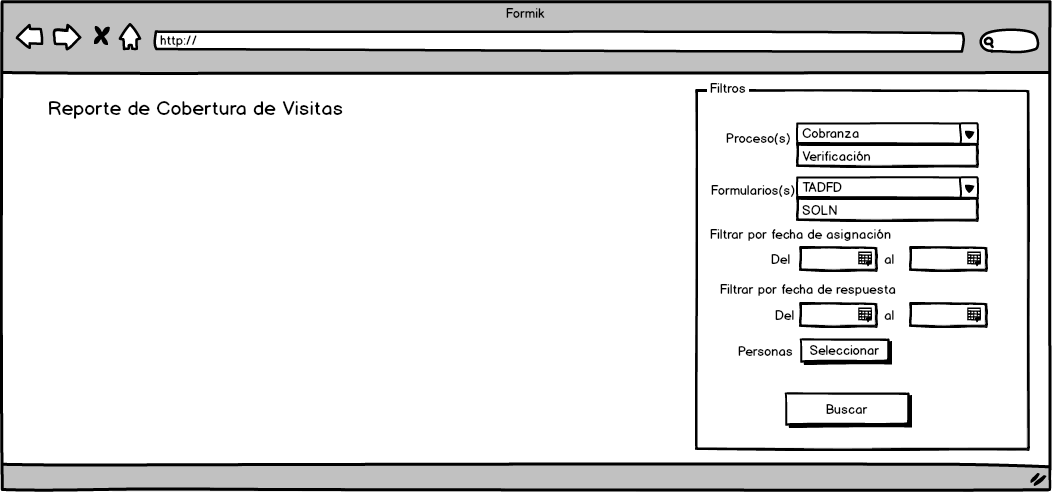 Formik
http://
Reporte de Cobertura de Visitas
Filtros
Proceso(s)
Cobranza
Verificación
Formularios(s)
TADFD
SOLN
Filtrar por fecha de asignación
Del
al
Filtrar por fecha de respuesta
Del
al
Personas
Seleccionar
Buscar